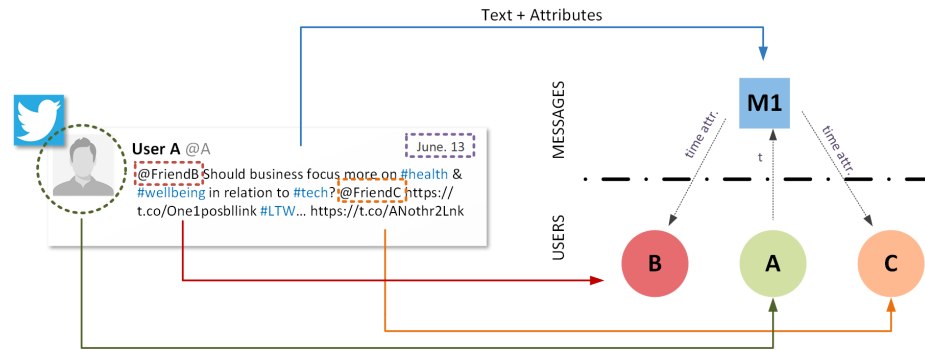 Text + Attributes
MESSAGES
M1
User A @A
June. 13
@FriendB Should business focus more on #health &
#wellbeing in relation to #tech? @FriendC https://
t.co/One1posbllink #LTW... https://t.co/ANothr2Lnk
time attr.
t
time attr.
USERS
B
A
C